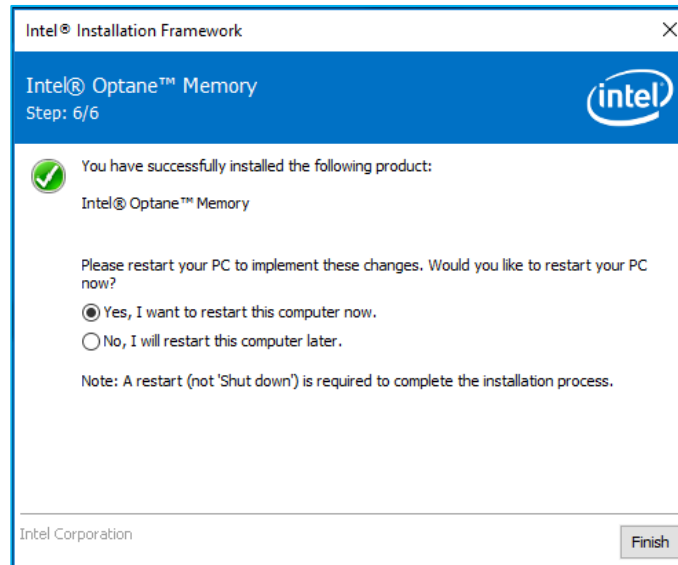 Intel® Installation Framework
Intel® Optane™ Memory
Step: 6/6
intel
You have successfully installed the following product:
Intel® Optane™ Memory
Please restart your PC to implement these changes. Would you like to restart your PC
now?
Yes, I want to restart this computer now.
No, I will restart this computer later.
Note: A restart (not 'Shut down') is required to complete the installation process.
Intel Corporation
Finish